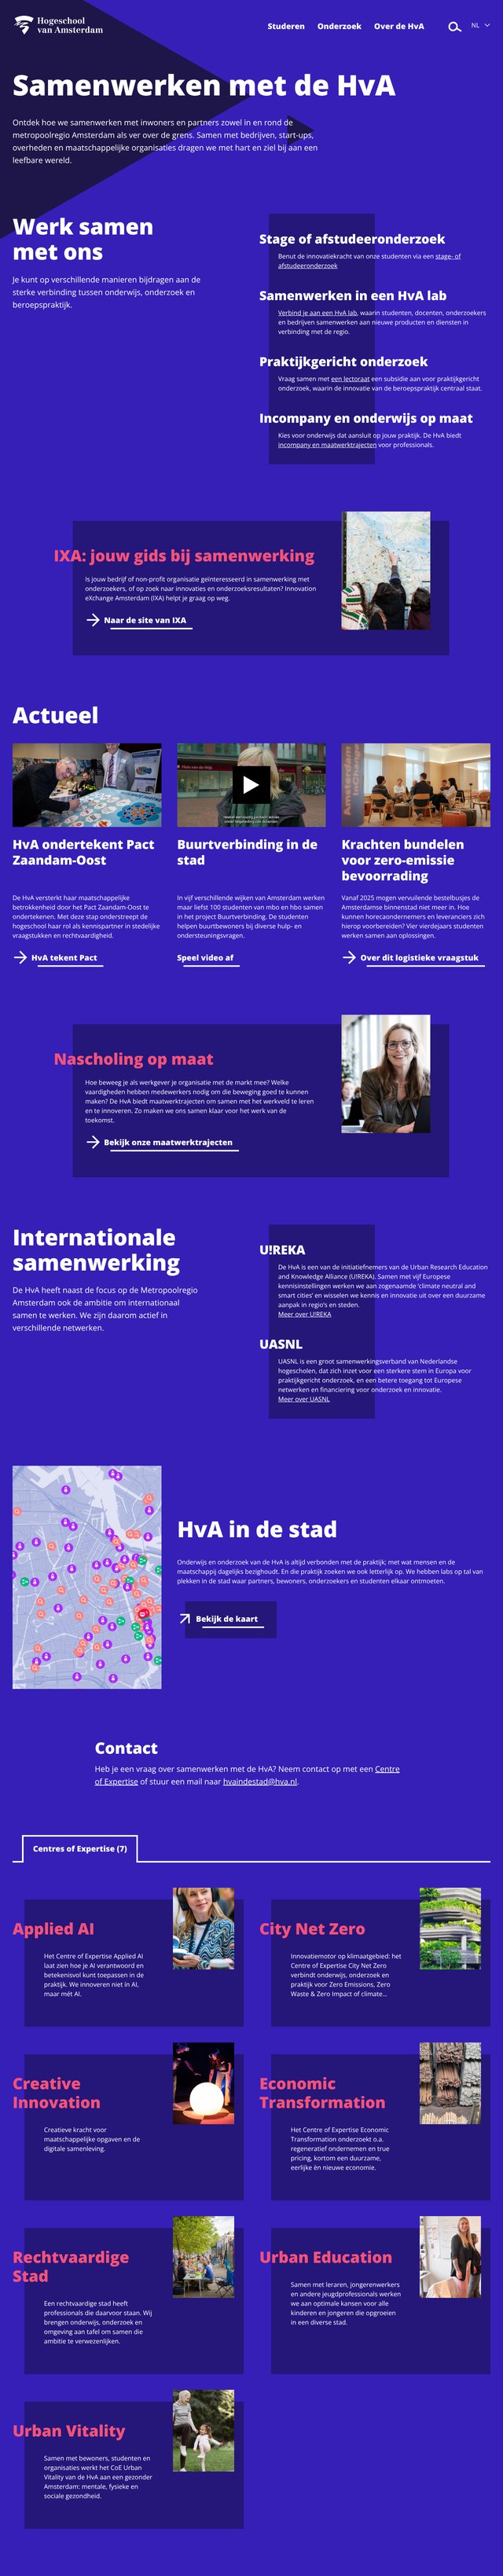 Hogeschool
van Amsterdam
Studeren
Onderzoek
Over de HvA
NL
Samenwerken met de HvA
Ontdek hoe we samenwerken met inwoners en partners zowel in en rond de
metropoolregio Amsterdam als ver over de grens. Samen met bedrijven, start-ups,
overheden en maatschappelijke organisaties dragen we met hart en ziel bij aan een
leefbare wereld.
Werk samen
met ons
Je kunt op verschillende manieren bijdragen aan de
sterke verbinding tussen onderwijs, onderzoek en
beroepspraktijk.
Stage of afstudeeronderzoek
Benut de innovatiekracht van onze studenten via een stage- of
afstudeeronderzoek
Samenwerken in een HvA lab
Verbind je aan een HvA lab, waarin studenten, docenten, onderzoekers
en bedrijven samenwerken aan nieuwe producten en diensten in
verbinding met de regio.
Praktijkgericht onderzoek
Vraag samen met een lectoraat een subsidie aan voor praktijkgericht
onderzoek, waarin de innovatie van de beroepspraktijk centraal staat.
Incompany en onderwijs op maat
Kies voor onderwijs dat aansluit op jouw praktijk. De HvA biedt
incompany en maatwerktrajecten voor professionals.
IXA: jouw gids bij samenwerking
Is jouw bedrijf of non-profit organisatie geïnteresseerd in samenwerking met
onderzoekers, of op zoek naar innovaties en onderzoeksresultaten? Innovation
eXchange Amsterdam (IXA) helpt je graag op weg.
Naar de site van IXA
Actueel
HvA ondertekent Pact
Zaandam-Oost
De HvA versterkt haar maatschappelijke
betrokkenheid door het Pact Zaandam-Oost te
ondertekenen. Met deze stap ondersteunt de
hogeschool haar rol als kennispartner in stedelijke
vraagstukken en rechtvaardigheid.
HvA tekent Pact
Buurtverbinding in de
stad
In vijf verschillende wijken van Amsterdam werken
maar liefst 100 studenten van mbo en hbo samen
in het project Buurtverbinding. De studenten
helpen buurtbewoners bij diverse hulp- en
ondersteuningsvragen.
Speel video af
Krachten bundelen
voor zero-emissie
bevoorrading
Vanaf 2025 mogen vervuilende bestelbusjes de
Amsterdamse binnenstad niet meer in. Hoe
kunnen horecaondernemers en leveranciers zich
hierop voorbereiden? Vier vierdejaars studenten
werken samen aan oplossingen.
Over dit logistieke vraagstuk
Nascholing op maat
Hoe beweeg je als werkgever je organisatie met de markt mee? Welke
vaardigheden hebben medewerkers nodig om die beweging goed te kunnen
maken? De HvA biedt maatwerktrajecten om samen met het werkveld te leren
en te innoveren. Zo maken we ons samen klaar voor het werk van de
toekomst.
Bekijk onze maatwerktrajecten
Internationale
samenwerking
De HvA heeft naast de focus op de Metropoolregio
Amsterdam ook de ambitie om internationaal
samen te werken. We zijn daarom actief in
verschillende netwerken.
U!REKA
De HvA is een van de initiatiefnemers van de Urban Research Education
and Knowledge Alliance (U!REKA). Samen met vijf Europese
kennisinstellingen werken we aan zogenaamde 'climate neutral and
smart cities' en wisselen we kennis en innovatie uit over een duurzame
aanpak in regio's en steden.
Meer over U!REKA
UASNL
UASNL is een groot samenwerkingsverband van Nederlandse
hogescholen, dat zich inzet voor een sterkere stem in Europa voor
praktijkgericht onderzoek, en een betere toegang tot Europese
netwerken en financiering voor onderzoek en innovatie.
Meer over UASNL
HvA in de stad
Onderwijs en onderzoek van de HvA is altijd verbonden met de praktijk; met wat mensen en de
maatschappij dagelijks bezighoudt. En die praktijk zoeken we ook letterlijk op. We hebben labs op tal van
plekken in de stad waar partners, bewoners, onderzoekers en studenten elkaar ontmoeten.
Bekijk de kaart
Contact
Heb je een vraag over samenwerken met de HvA? Neem contact op met een Centre
of Expertise of stuur een mail naar hvaindestad@hva.nl.
Centres of Expertise (7)
Applied AI
Het Centre of Expertise Applied AI
laat zien hoe je AI verantwoord en
betekenisvol kunt toepassen in de
praktijk. We innoveren niet in AI,
maar mét AI.
City Net Zero
Innovatiemotor op klimaatgebied: het
Centre of Expertise City Net Zero
verbindt onderwijs, onderzoek en
praktijk voor Zero Emissions, Zero
Waste & Zero Impact of climate...
Creative
Innovation
Creatieve kracht voor
maatschappelijke opgaven en de
digitale samenleving.
Economic
Transformation
Het Centre of Expertise Economic
Transformation onderzoekt o.a.
regeneratief ondernemen en true
pricing, kortom een duurzame,
eerlijke èn nieuwe economie.
Rechtvaardige
Stad
Een rechtvaardige stad heeft
professionals die daarvoor staan. Wij
brengen onderwijs, onderzoek en
omgeving aan tafel om samen die
ambitie te verwezenlijken.
Urban Education
Samen met leraren, jongerenwerkers
en andere jeugdprofessionals werken
we aan optimale kansen voor alle
kinderen en jongeren die opgroeien
in een diverse stad.
Urban Vitality
Samen met bewoners, studenten en
organisaties werkt het CoE Urban
Vitality van de HvA aan een gezonder
Amsterdam: mentale, fysieke en
sociale gezondheid.